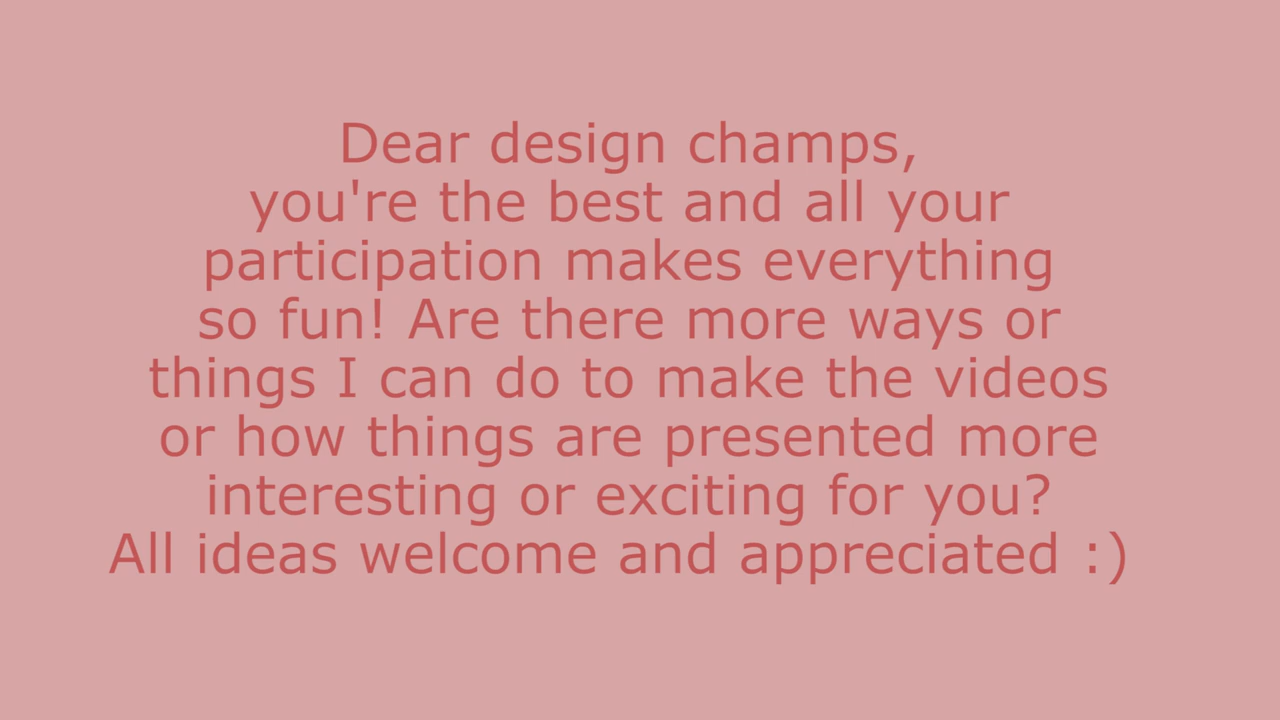 Dear design champs,
you're the best and all your
participation makes everything
so fun! Are there more ways or
things I can do to make the videos
or how things are presented more
interesting or exciting for you?
All ideas welcome and appreciated :)